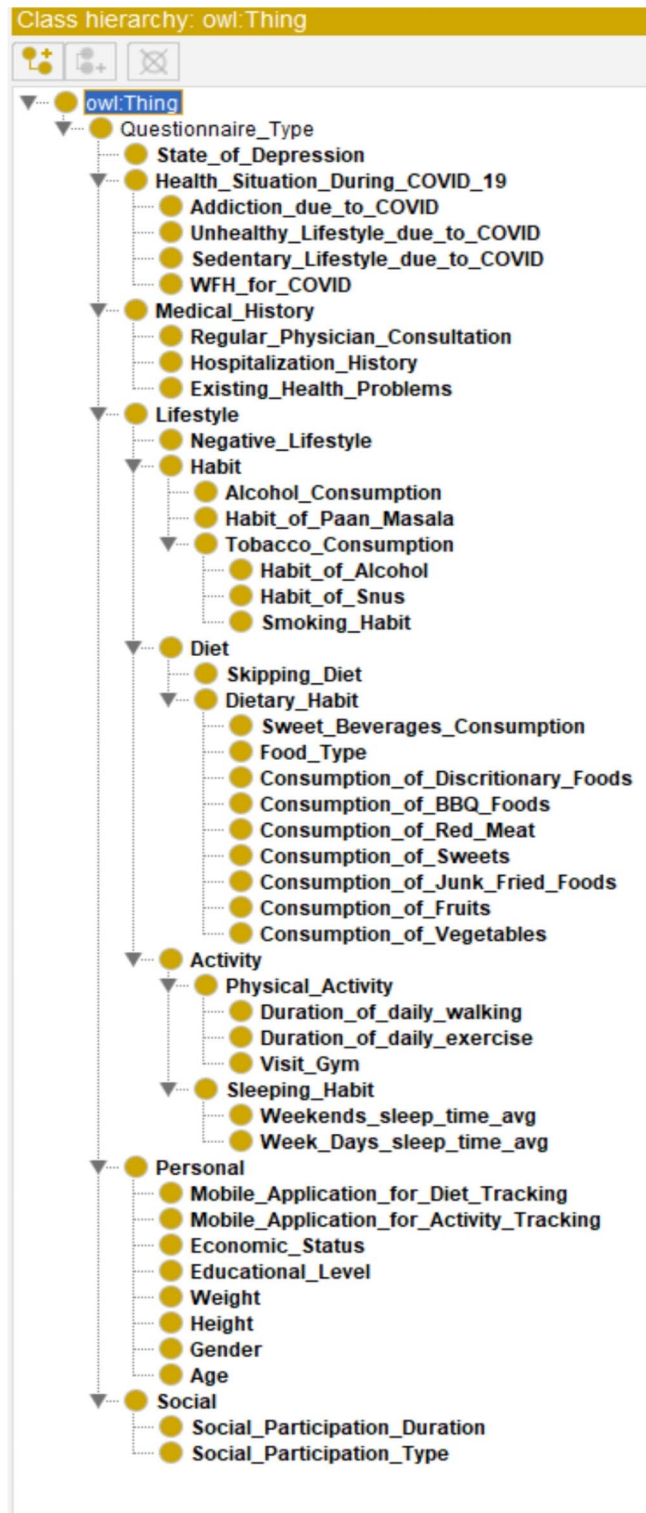 Class hierarchy: owl:Thing
owl:Thing
Questionnaire_Type
State_of_Depression
Health_Situation_During_COVID_19
Addiction_due_to_COVID
Unhealthy_Lifestyle_due_to_COVID
Sedentary_Lifestyle_due_to_COVID
WFH_for_COVID
Medical_History
Regular_Physician_Consultation
Hospitalization_History
Existing_Health_Problems
Lifestyle
Negative_Lifestyle
Habit
Alcohol_Consumption
Habit_of_Paan_Masala
Tobacco_Consumption
Habit_of_Alcohol
Habit_of_Snus
Smoking_Habit
Diet
Skipping_Diet
Dietary_Habit
Sweet_Beverages_Consumption
Food_Type
Consumption_of_Discritionary_Foods
Consumption_of_BBQ_Foods
Consumption_of_Red_Meat
Consumption_of_Sweets
Consumption_of_Junk_Fried_Foods
Consumption_of_Fruits
Consumption_of_Vegetables
Activity
Physical_Activity
Duration_of_daily_walking
Duration_of_daily_exercise
Visit_Gym
Sleeping_Habit
Weekends_sleep_time_avg
Week_Days_sleep_time_avg
Personal
Mobile_Application_for_Diet_Tracking
Mobile_Application_for_Activity_Tracking
Economic_Status
Educational_Level
Weight
Height
Gender
Age
Social
Social_Participation_Duration
Social_Participation_Type